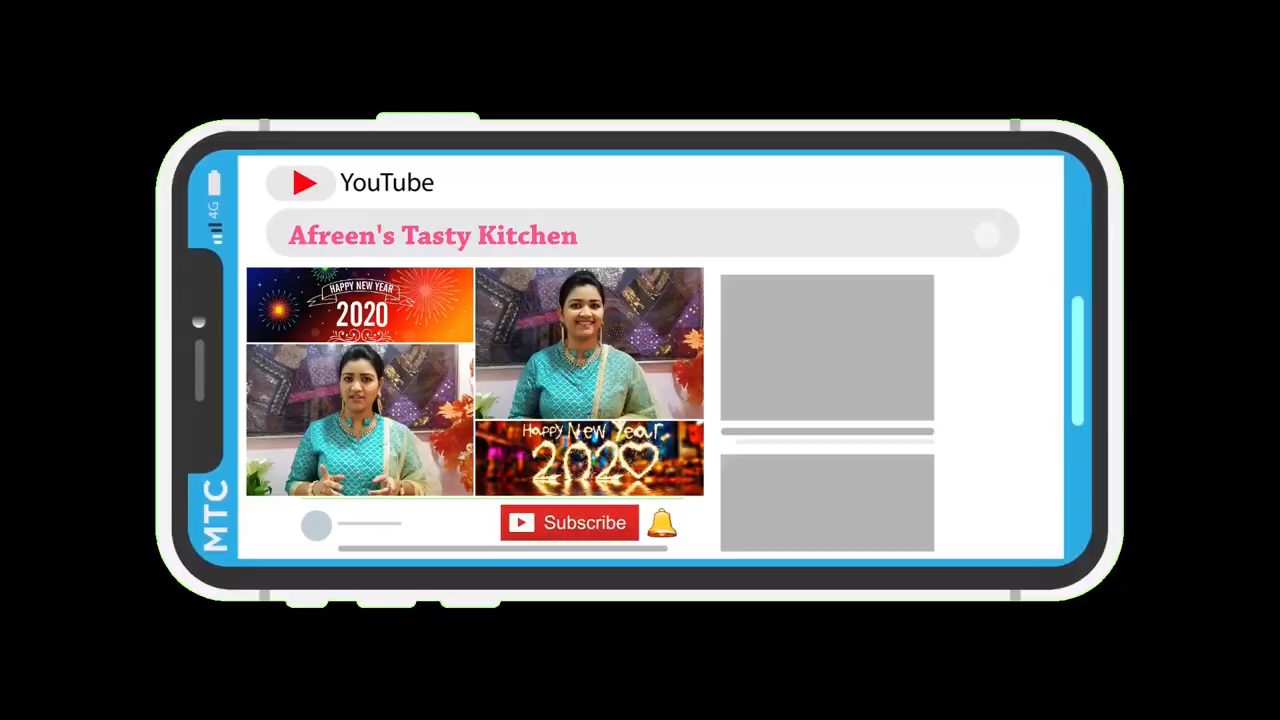 YouTube
Afreen's Tasty Kitchen
HAPPY NEW YEAR
2020
Happy New Year
2020
Subscribe
4G
MTC